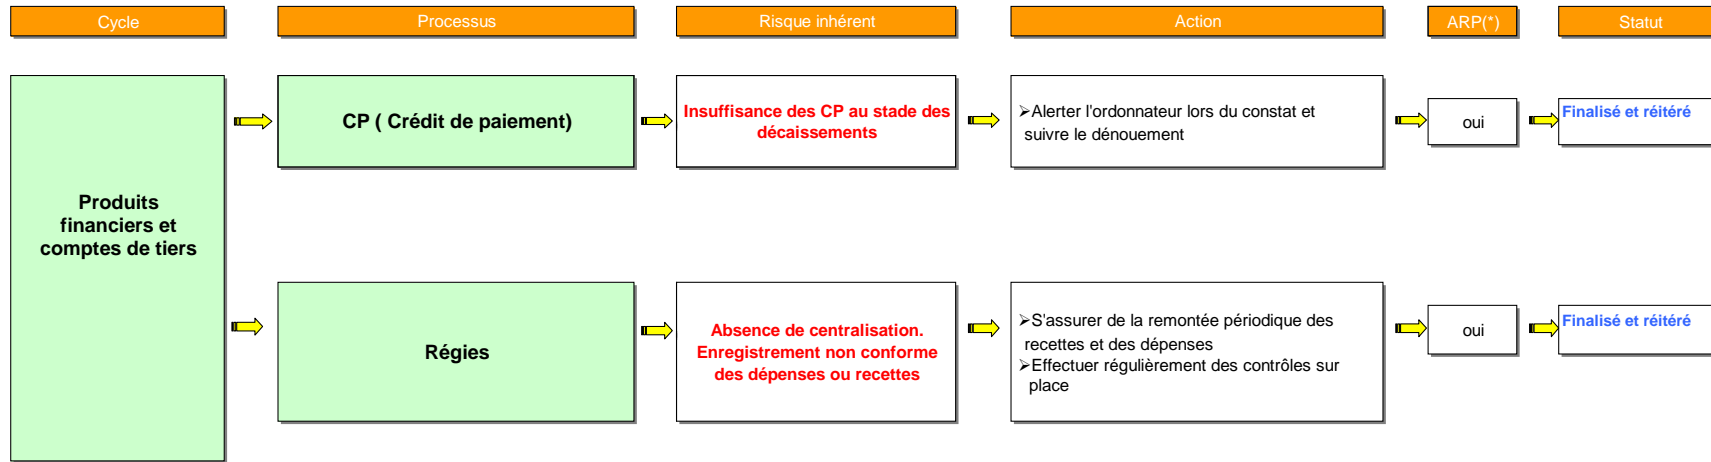 Cycle
Processus
Risque inhérent
Action
ARP(*)
Statut
Produits
financiers et
comptes de tiers
CP ( Crédit de paiement)
Insuffisance des CP au stade des
décaissements
➢Alerter l'ordonnateur lors du constat et
suivre le dénouement
oui
Finalisé et réitéré
Régies
Absence de centralisation.
Enregistrement non conforme
des dépenses ou recettes
➢S'assurer de la remontée périodique des
recettes et des dépenses
➢Effectuer régulièrement des contrôles sur
place
oui
Finalisé et réitéré